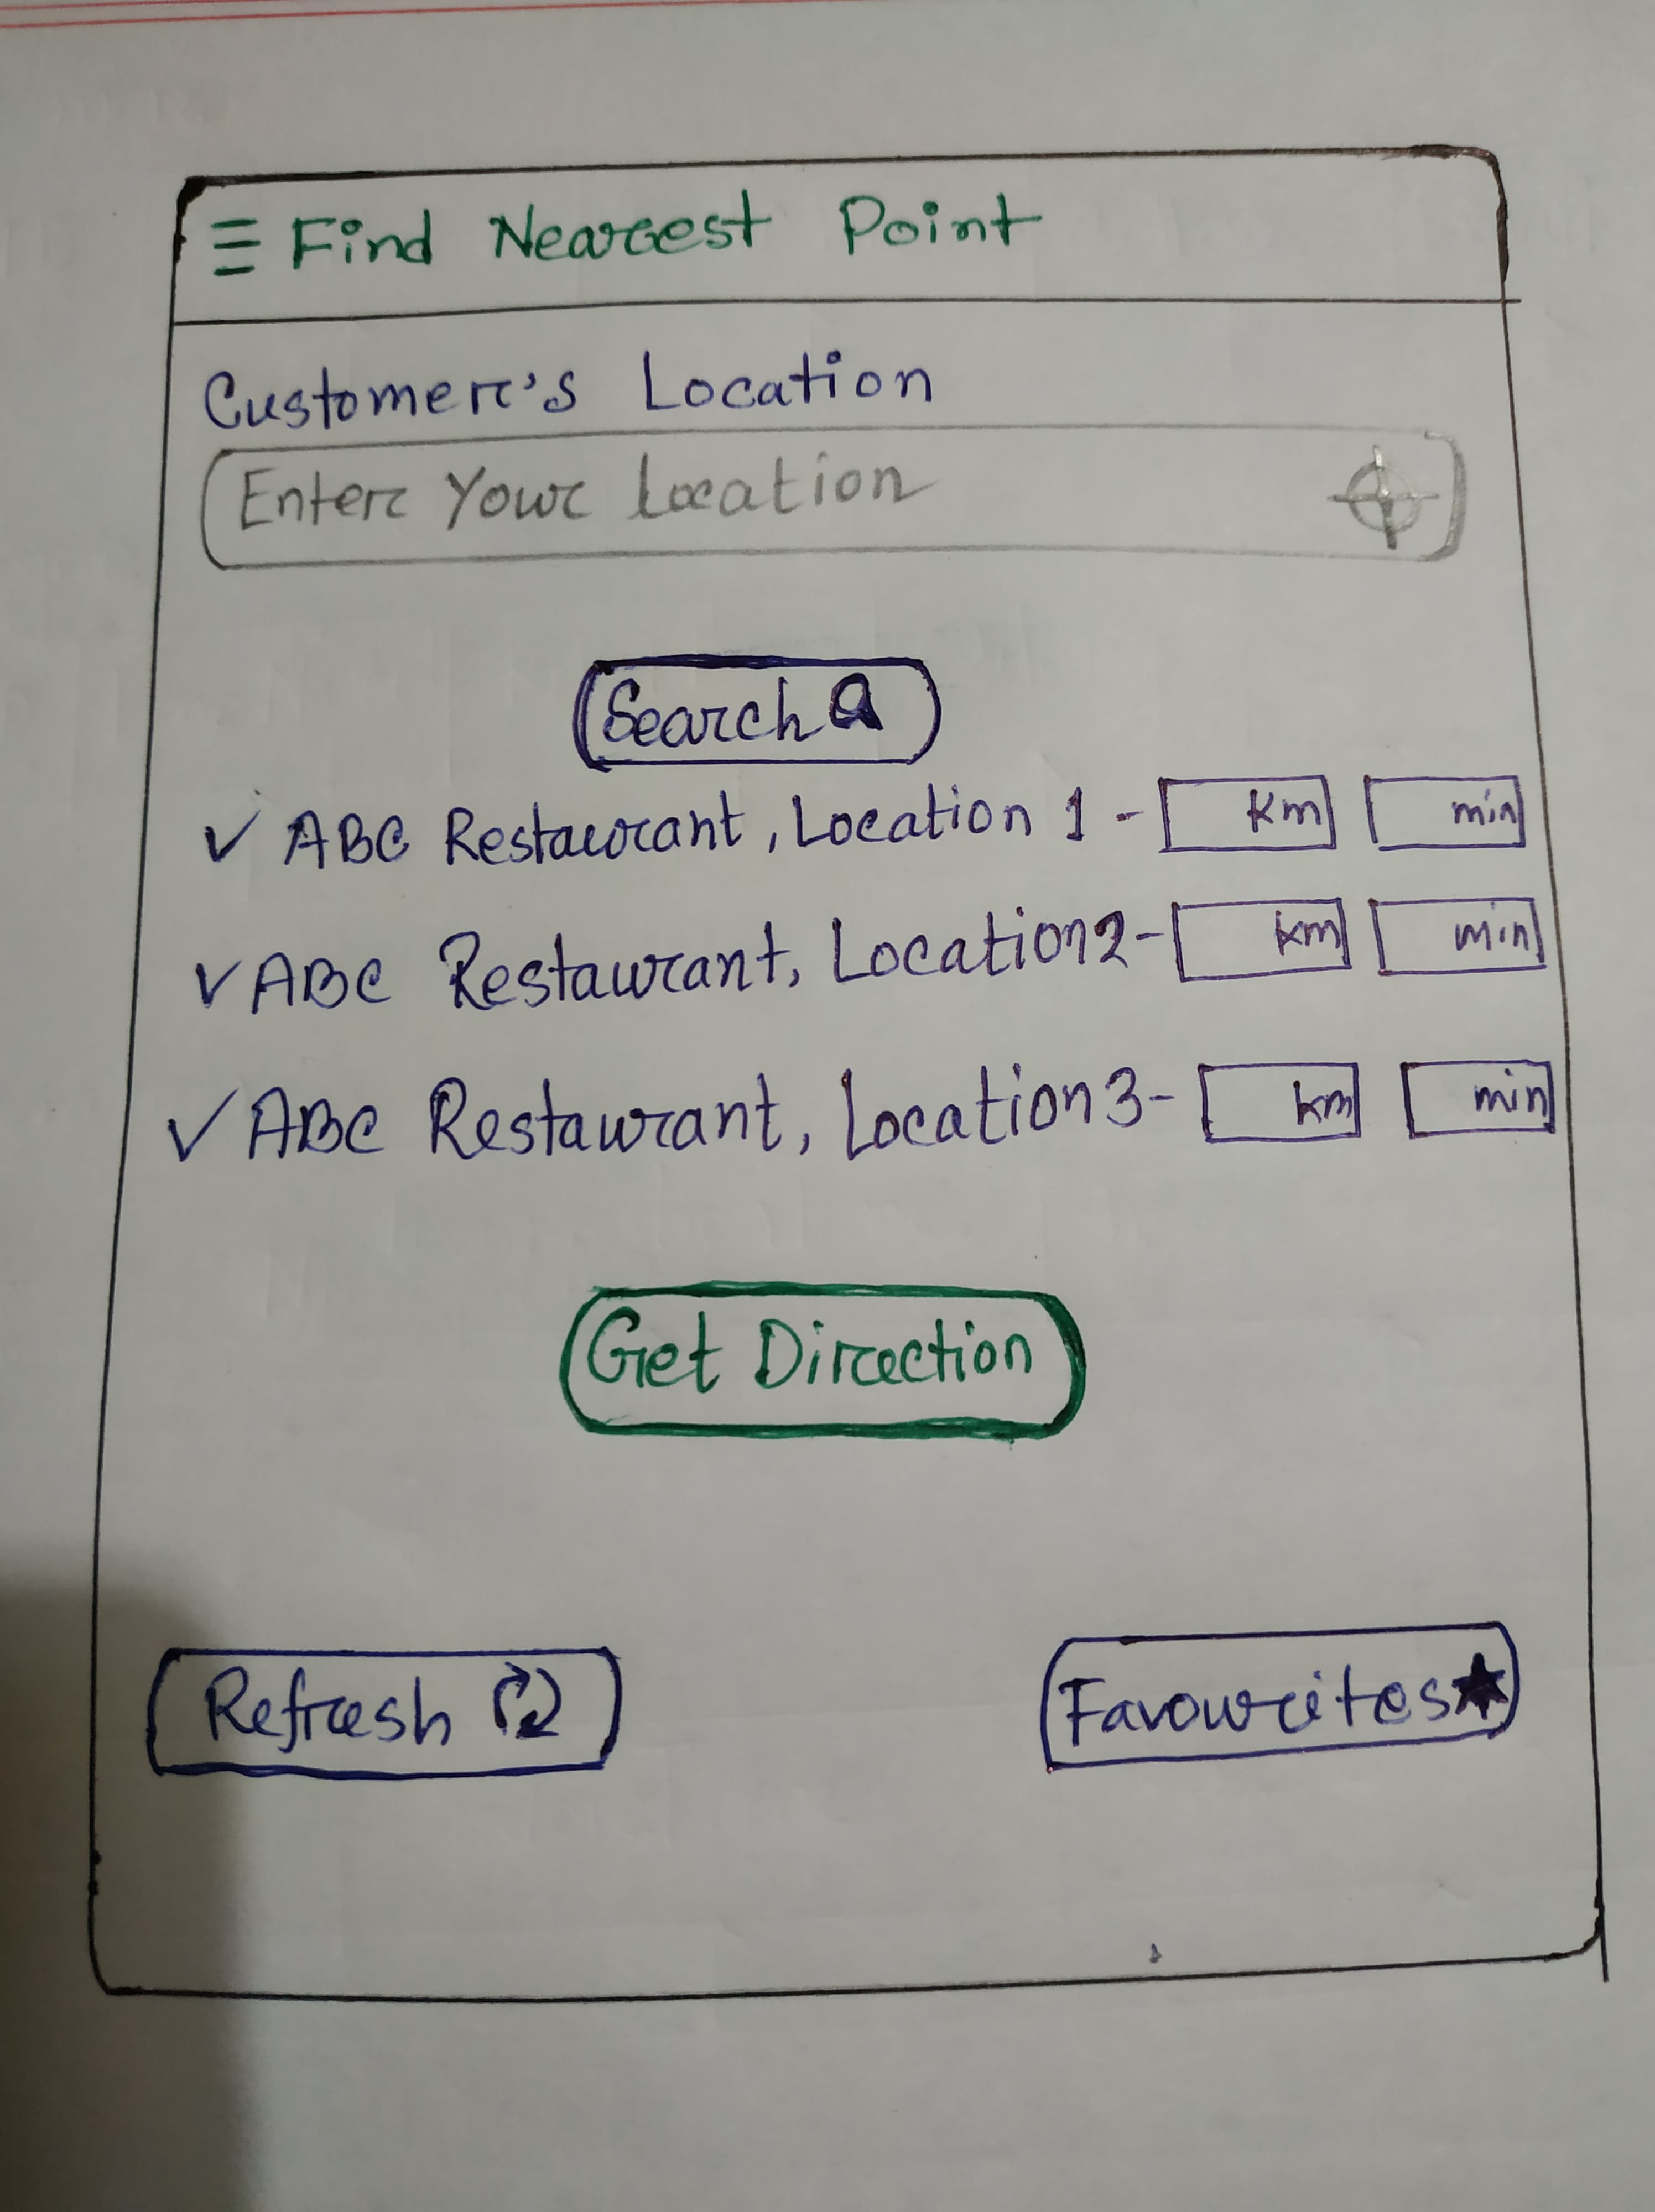 Find Nearest Point
Customer's Location
Enter Your Location
Search
ABC Restaurant, Location 1 - Km min
ABC Restaurant, Location 2 - km min
ABC Restaurant, Location 3 - km min
Get Direction
Refresh Favourites